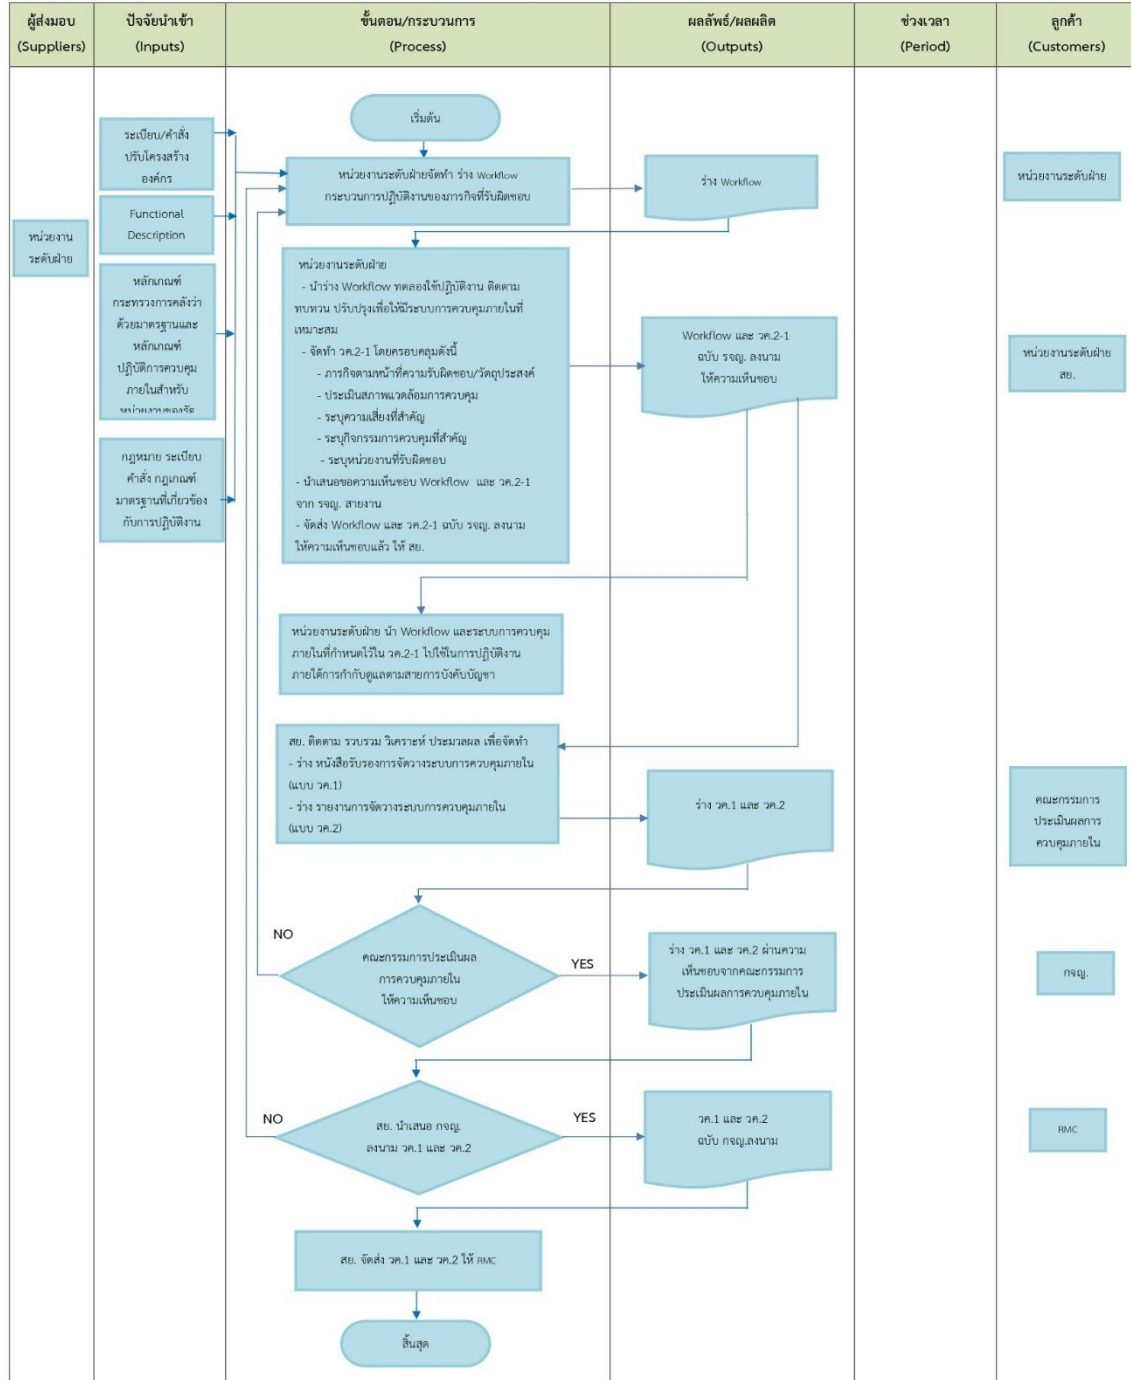 ผู้ส่งมอบ
(Suppliers)
ปัจจัยนำเข้า
(Inputs)
ขั้นตอน/กระบวนการ
(Process)
ผลลัพธ์/ผลผลิต
(Outputs)
ช่วงเวลา
(Period)
ลูกค้า
(Customers)
หน่วยงาน
ระดับฝ่าย
ระเบียบ/คำสั่ง
ปรับโครงสร้าง
องค์กร
Functional
Description
หลักเกณฑ์
กระทรวงการคลังว่า
ด้วยมาตรฐานและ
หลักเกณฑ์
ปฏิบัติการควบคุม
ภายในสำหรับ
หน่วยงานของรัฐ
กฎหมาย ระเบียบ
คำสั่ง กฎเกณฑ์
มาตรฐานที่เกี่ยวข้อง
กับการปฏิบัติงาน
เริ่มต้น
หน่วยงานระดับฝ่ายจัดทำ ร่าง Workflow
กระบวนการปฏิบัติงานของภารกิจที่รับผิดชอบ
ร่าง Workflow
หน่วยงานระดับฝ่าย
หน่วยงานระดับฝ่าย
- นำร่าง Workflow ทดลองใช้ปฏิบัติงาน ติดตาม
ทบทวน ปรับปรุงเพื่อให้มีระบบการควบคุมภายในที่
เหมาะสม
- จัดทำ วค.2-1 โดยครอบคลุมดังนี้
- ภารกิจตามหน้าที่ความรับผิดชอบ/วัตถุประสงค์
- ประเมินสภาพแวดล้อมการควบคุม
- ระบุความเสี่ยงที่สำคัญ
- ระบุกิจกรรมการควบคุมที่สำคัญ
- ระบุหน่วยงานที่รับผิดชอบ
- นำเสนอขอความเห็นชอบ Workflow และ วค.2-1
จาก รจญ. สายงาน
- จัดส่ง Workflow และ วค.2-1 ฉบับ รจญ. ลงนาม
ให้ความเห็นชอบแล้ว ให้ สย.
Workflow และ วค.2-1
ฉบับ รจญ. ลงนาม
ให้ความเห็นชอบ
หน่วยงานระดับฝ่าย
สย.
หน่วยงานระดับฝ่าย นำ Workflow และระบบการควบคุม
ภายในที่กำหนดไว้ใน วค.2-1 ไปใช้ในการปฏิบัติงาน
ภายใต้การกำกับดูแลตามสายการบังคับบัญชา
สย. ติดตาม รวบรวม วิเคราะห์ ประมวลผล เพื่อจัดทำ
- ร่าง หนังสือรับรองการจัดวางระบบการควบคุมภายใน
(แบบ วค.1)
- ร่าง รายงานการจัดวางระบบการควบคุมภายใน
(แบบ วค.2)
ร่าง วค.1 และ วค.2
คณะกรรมการ
ประเมินผลการ
ควบคุมภายใน
NO
คณะกรรมการประเมินผล
การควบคุมภายใน
ให้ความเห็นชอบ
YES
ร่าง วค.1 และ วค.2 ผ่านความ
เห็นชอบจากคณะกรรมการ
ประเมินผลการควบคุมภายใน
กจญ.
NO
สย. นำเสนอ กจญ.
ลงนาม วค.1 และ วค.2
YES
วค.1 และ วค.2
ฉบับ กจญ.ลงนาม
RMC
สย. จัดส่ง วค.1 และ วค.2 ให้ RMC
สิ้นสุด